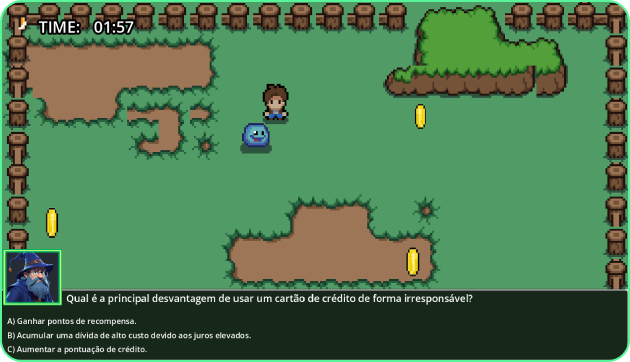 TIME: 01:57
Qual é a principal desvantagem de usar um cartão de crédito de forma irresponsável?
A) Ganhar pontos de recompensa.
B) Acumular uma dívida de alto custo devido aos juros elevados.
C) Aumentar a pontuação de crédito.